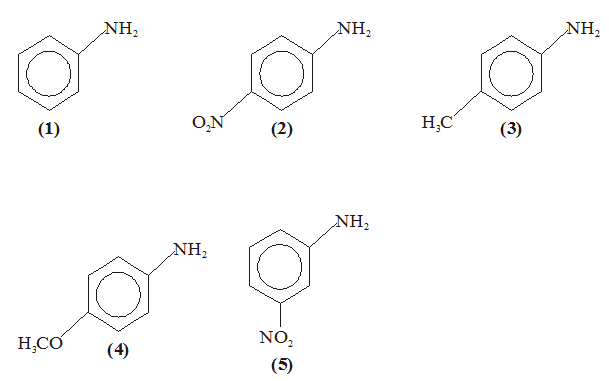 NH₂
NH₂
NH₂
O₂N
H₃C
(1)
(2)
(3)
NH₂
NH₂
H₃CO
(4)
NO₂
(5)